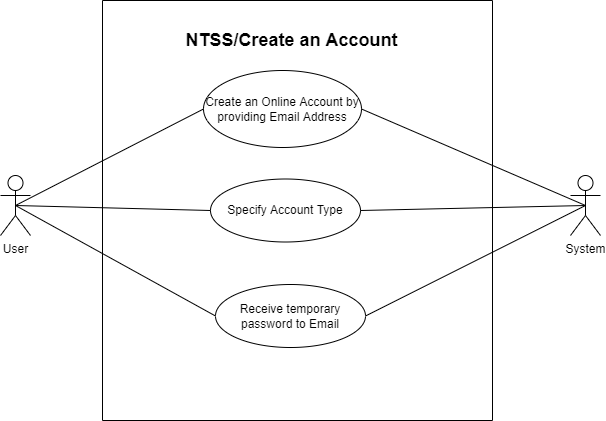 NTSS/Create an Account
Create an Online Account by
providing Email Address
Specify Account Type
User
System
Receive temporary
password to Email